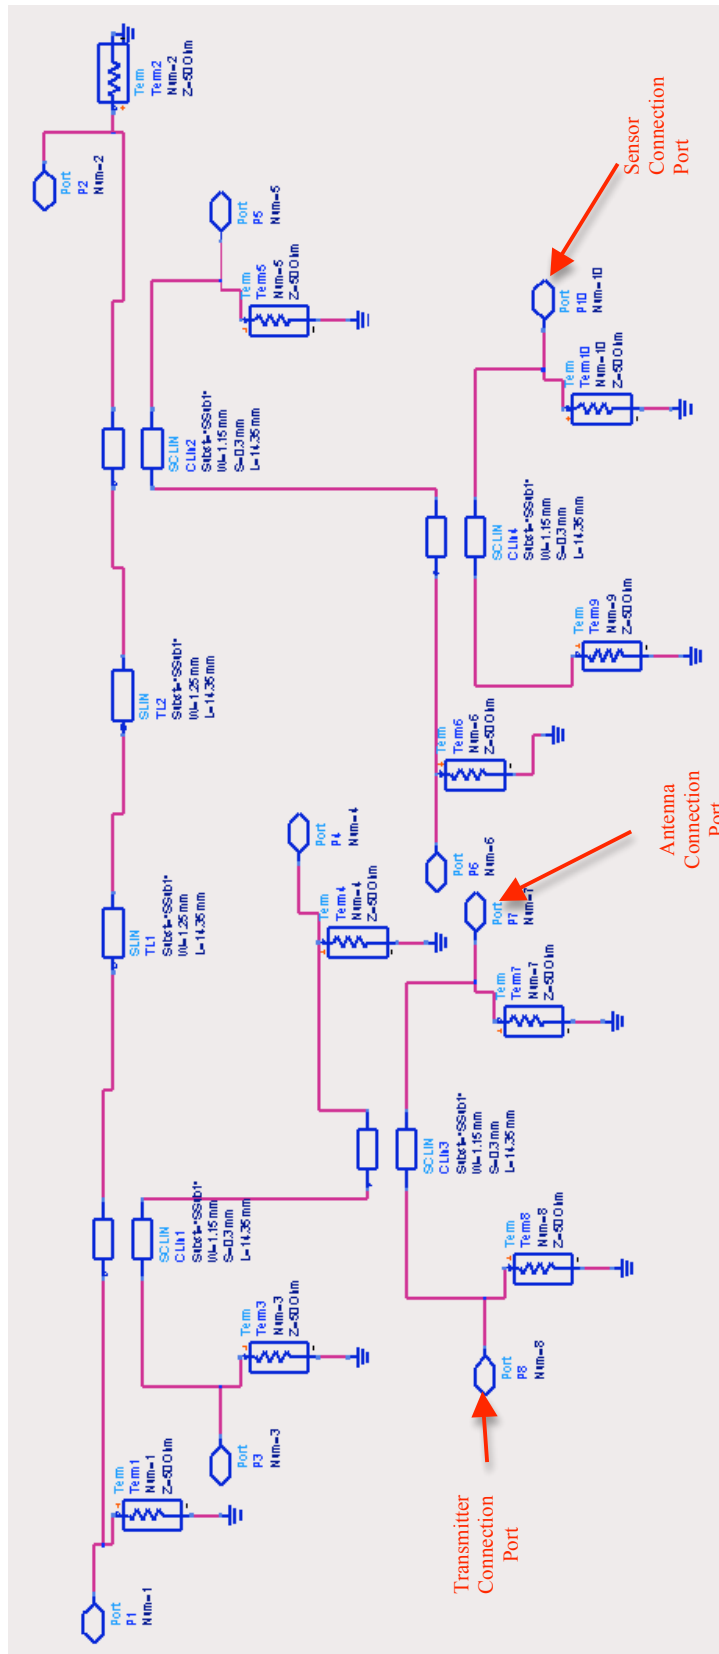 Port
P1
Num=1
Term
Term1
Num=1
Z=50 Ohm
Port
P3
Num=3
Term
Term3
Num=3
Z=50 Ohm
SCLIN
CLin1
Subst="SSub1"
W=1.15 mm
S=0.3 mm
L=14.35 mm
SLIN
TL1
Subst="SSub1"
W=1.25 mm
L=14.35 mm
SLIN
TL2
Subst="SSub1"
W=1.25 mm
L=14.35 mm
SCLIN
CLin2
Subst="SSub1"
W=1.15 mm
S=0.3 mm
L=14.35 mm
Port
P2
Num=2
Term
Term2
Num=2
Z=50 Ohm
Term
Term5
Num=5
Z=50 Ohm
Port
P5
Num=5
Transmitter
Connection
Port
Port
P8
Num=8
Term
Term8
Num=8
Z=50 Ohm
SCLIN
CLin3
Subst="SSub1"
W=1.15 mm
S=0.3 mm
L=14.35 mm
Term
Term4
Num=4
Z=50 Ohm
Port
P4
Num=4
Term
Term7
Num=7
Z=50 Ohm
Port
P7
Num=7
Antenna
Connection
Port
Port
P6
Num=6
Term
Term6
Num=6
Z=50 Ohm
Term
Term9
Num=9
Z=50 Ohm
SCLIN
CLin4
Subst="SSub1"
W=1.15 mm
S=0.3 mm
L=14.35 mm
Term
Term10
Num=10
Z=50 Ohm
Port
P10
Num=10
Sensor
Connection
Port